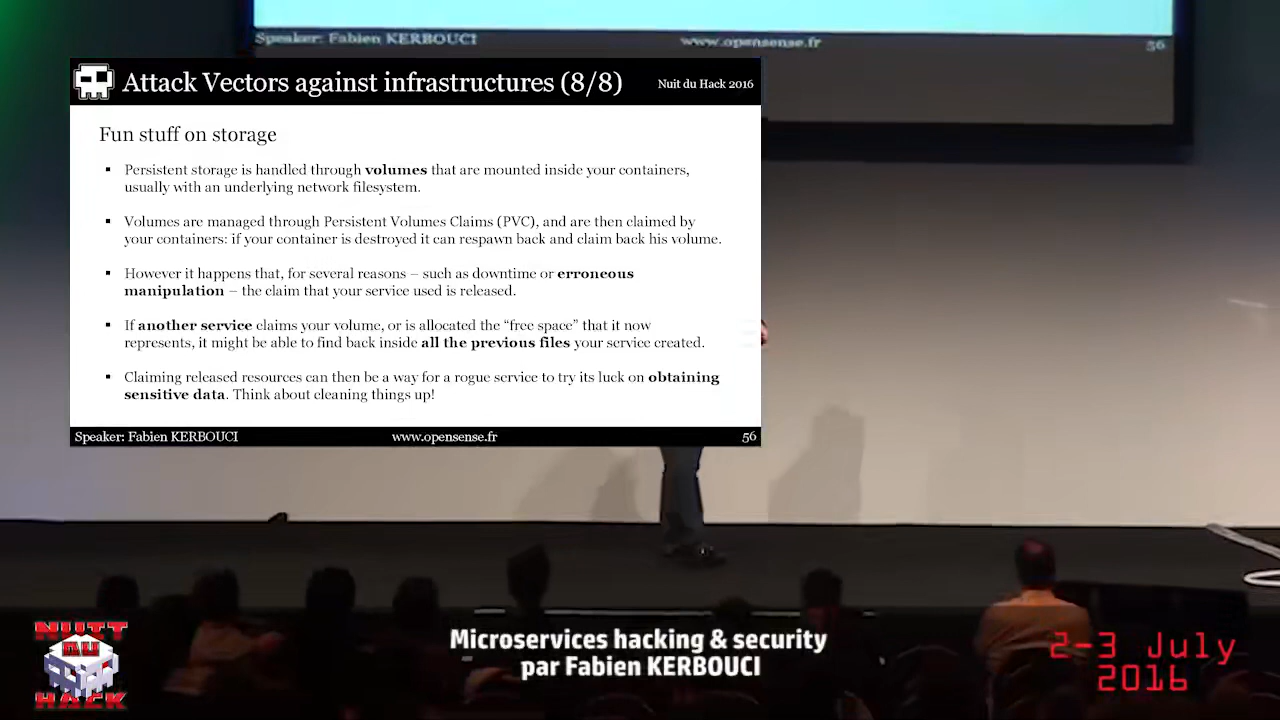 Speaker: Fabien KERBOUCI www.opensense.fr 56
Attack Vectors against infrastructures (8/8) Nuit du Hack 2016
Fun stuff on storage
▪ Persistent storage is handled through volumes that are mounted inside your containers,
usually with an underlying network filesystem.
▪ Volumes are managed through Persistent Volumes Claims (PVC), and are then claimed by
your containers: if your container is destroyed it can respawn back and claim back his volume.
▪ However it happens that, for several reasons – such as downtime or erroneous
manipulation – the claim that your service used is released.
▪ If another service claims your volume, or is allocated the “free space” that it now
represents, it might be able to find back inside all the previous files your service created.
▪ Claiming released resources can then be a way for a rogue service to try its luck on obtaining
sensitive data. Think about cleaning things up!
Speaker: Fabien KERBOUCI www.opensense.fr 56
NUIT
DU
HACK
Microservices hacking & security
par Fabien KERBOUCI
2-3 July
2016